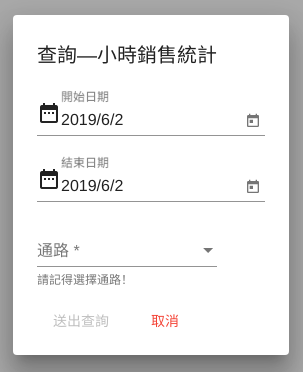 查詢—小時銷售統計
開始日期
2019/6/2
結束日期
2019/6/2
通路 *
請記得選擇通路！
送出查詢 取消